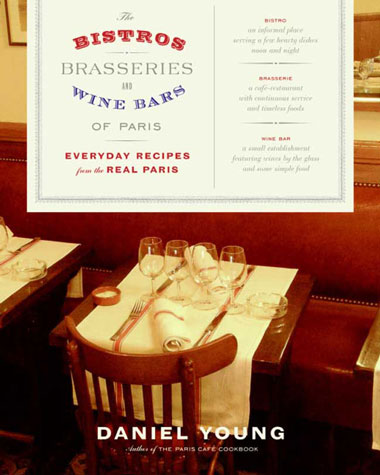 The
BISTROS
BRASSERIES
AND
WINE BARS
OF PARIS
EVERYDAY RECIPES
from the REAL PARIS
BISTRO
an informal place
serving a few hearty dishes
noon and night
BRASSERIE
a café-restaurant
with continuous service
and timeless foods
WINE BAR
a small establishment
featuring wines by the glass
and some simple food
DANIEL YOUNG
Author of THE PARIS CAFÉ COOKBOOK